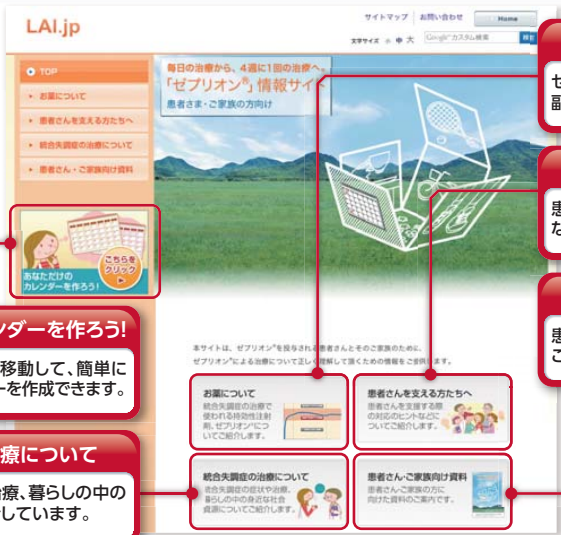 LAI.jp
サイトマップ お問い合わせ Home
文字サイズ 小 中 大 Google™カスタム検索
TOP
お薬について
患者さんを支える方たちへ
統合失調症の治療について
患者さん・ご家族向け資料
毎日の治療から、4週に1回の治療へ。
「ゼプリオン®」情報サイト
患者さま・ご家族の方向け
あなただけの
カレンダーを作ろう!
こちらを
クリック
ンダーを作ろう!
移動して、簡単に
ーを作成できます。
療について
治療、暮らしの中の
しています。
本サイトは、ゼプリオン®を投与される患者さんとそのご家族のために、
ゼプリオン®による治療について正しく理解して頂くための情報をご提供します。
お薬について
統合失調症の治療で
使われる持効性注射
剤、ゼプリオン®につ
いてご紹介します。
患者さんを支える方たちへ
患者さんを支援する際
の対応のヒントなどに
ついてご紹介します。
統合失調症の治療について
統合失調症の症状や治療、
暮らしの中の身近な社会
資源についてご紹介します。
患者さん・ご家族向け資料
患者さん・ご家族の方に
向けた資料のご案内です。
ゼ
副
患
た
患
こ